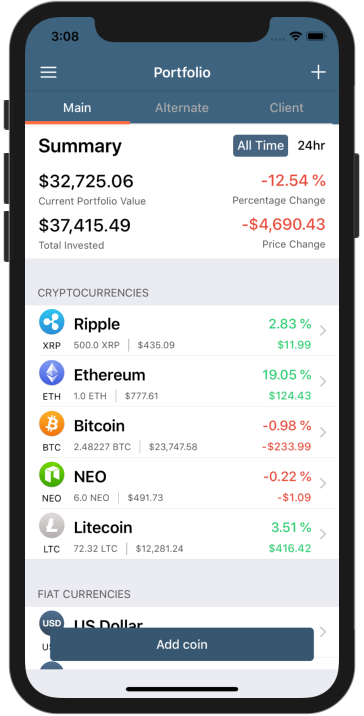 3:08
Portfolio
Main Alternate Client
Summary All Time 24hr
$32,725.06 -12.54 %
Current Portfolio Value Percentage Change
$37,415.49 -$4,690.43
Total Invested Price Change
CRYPTOCURRENCIES
Ripple 2.83 %
XRP 500.0 XRP $435.09 $11.99
Ethereum 19.05 %
ETH 1.0 ETH $777.61 $124.43
Bitcoin -0.98 %
BTC 2.48227 BTC $23,747.58 -$233.99
NEO -0.22 %
NEO 6.0 NEO $491.73 -$1.09
Litecoin 3.51 %
LTC 72.32 LTC $12,281.24 $416.42
FIAT CURRENCIES
USD US Dollar
Add coin